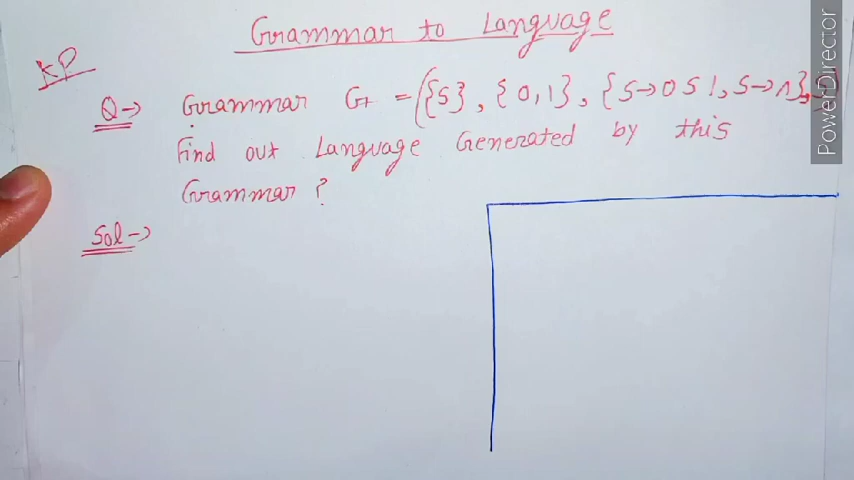 Grammar to Language
KP
Q→ Grammar G = ({S}, {0,1}, {S→0S1, S→Λ}, S)
Find out Language Generated by this
Grammar ?
Sol→
PowerDirector